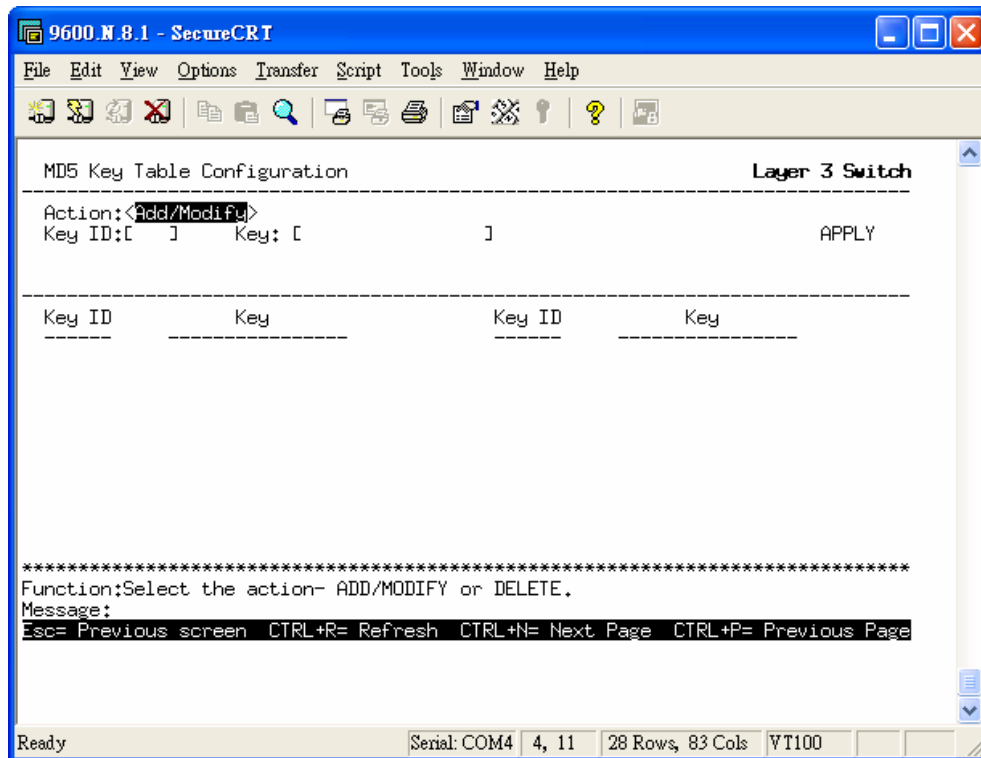 9600.N.8.1 - SecureCRT
File Edit View Options Transfer Script Tools Window Help
MD5 Key Table Configuration Layer 3 Switch
--------------------------------------------------------------------------------
Action:<Add/Modify>
Key ID:[ ] Key: [ ] APPLY
--------------------------------------------------------------------------------
Key ID Key Key ID Key
------ ---------------- ------ ----------------
********************************************************************************
Function:Select the action- ADD/MODIFY or DELETE.
Message:
Esc= Previous screen CTRL+R= Refresh CTRL+N= Next Page CTRL+P= Previous Page
Ready Serial: COM4 4, 11 28 Rows, 83 Cols VT100